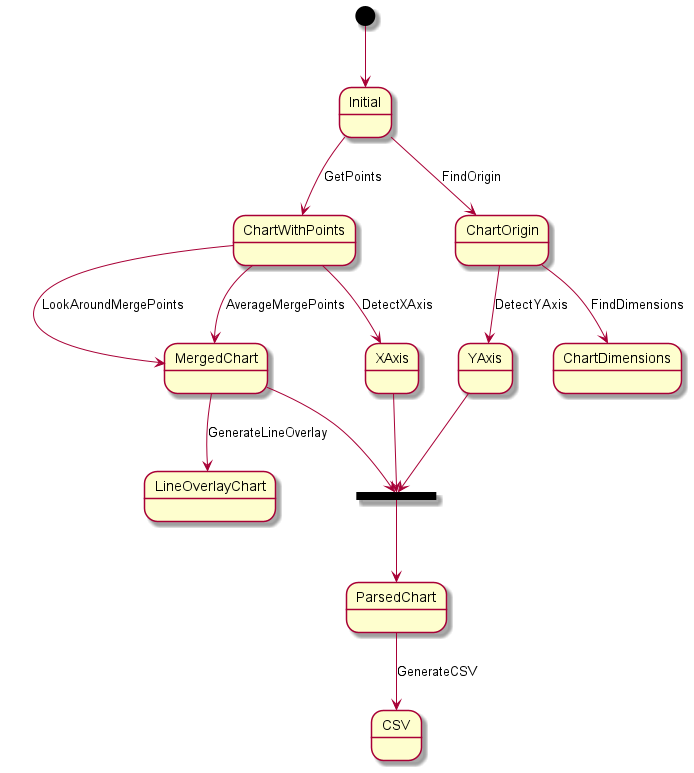 Initial
GetPoints
FindOrigin
ChartWithPoints
ChartOrigin
LookAroundMergePoints
AverageMergePoints
DetectXAxis
DetectYAxis
FindDimensions
MergedChart
XAxis
YAxis
ChartDimensions
GenerateLineOverlay
LineOverlayChart
ParsedChart
GenerateCSV
CSV